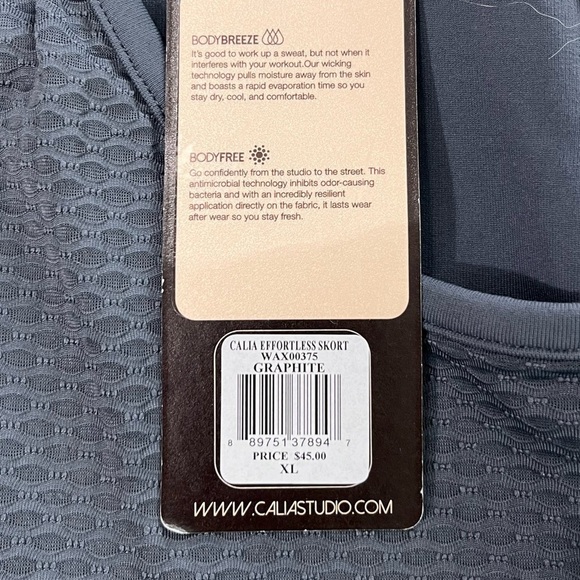 BODYBREEZE
It's good to work up a sweat, but not when it
interferes with your workout.Our wicking
technology pulls moisture away from the skin
and boasts a rapid evaporation time so you
stay dry, cool, and comfortable.
BODYFREE
Go confidently from the studio to the street. This
antimicrobial technology inhibits odor-causing
bacteria and with an incredibly resilient
application directly on the fabric, it lasts wear
after wear so you stay fresh.
CALIA EFFORTLESS SKORT
WAX00375
GRAPHITE
8 89751 37894 7
PRICE $45.00
XL
WWW.CALIASTUDIO.COM